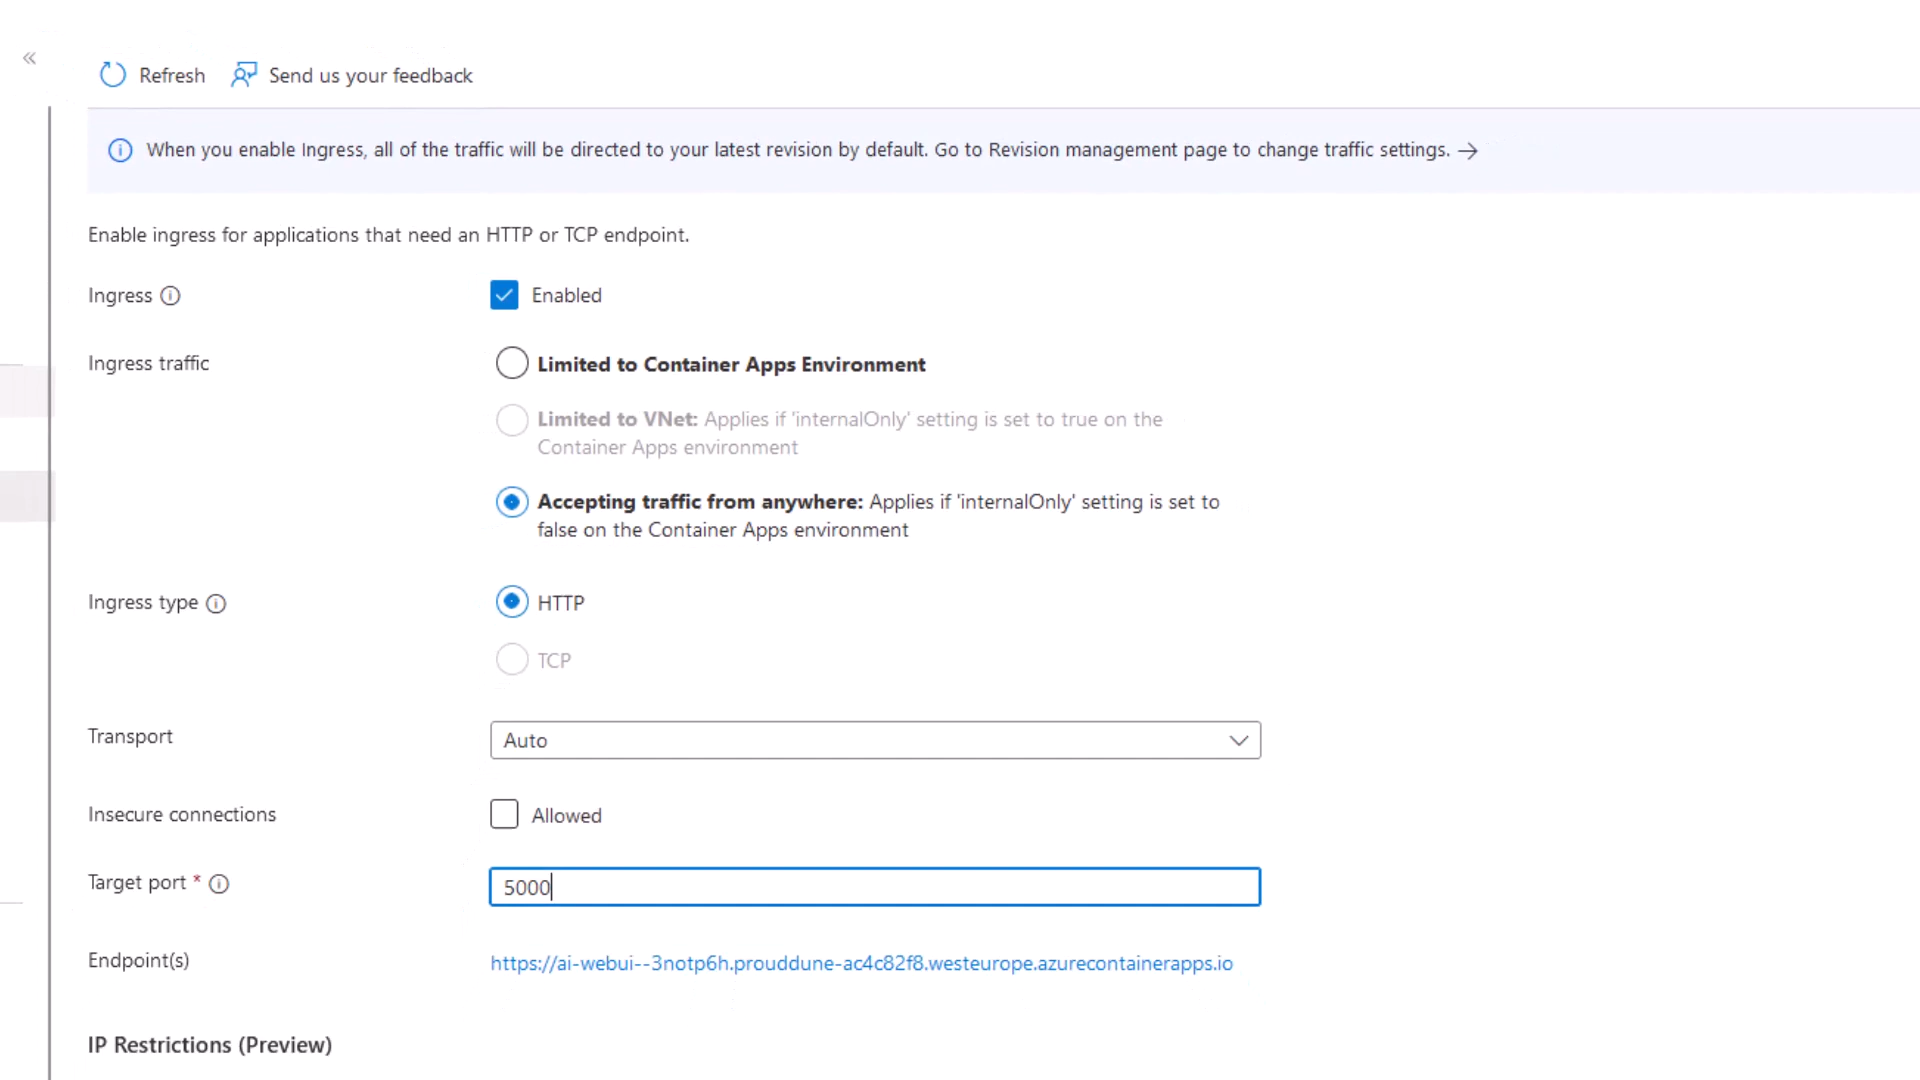 Refresh Send us your feedback
When you enable Ingress, all of the traffic will be directed to your latest revision by default. Go to Revision management page to change traffic settings. →
Enable ingress for applications that need an HTTP or TCP endpoint.
Ingress Enabled
Ingress traffic Limited to Container Apps Environment
Limited to VNet: Applies if 'internalOnly' setting is set to true on the
Container Apps environment
Accepting traffic from anywhere: Applies if 'internalOnly' setting is set to
false on the Container Apps environment
Ingress type HTTP
TCP
Transport Auto
Insecure connections Allowed
Target port * 5000
Endpoint(s) https://ai-webui--3notp6h.prouddune-ac4c82f8.westeurope.azurecontainerapps.io
IP Restrictions (Preview)